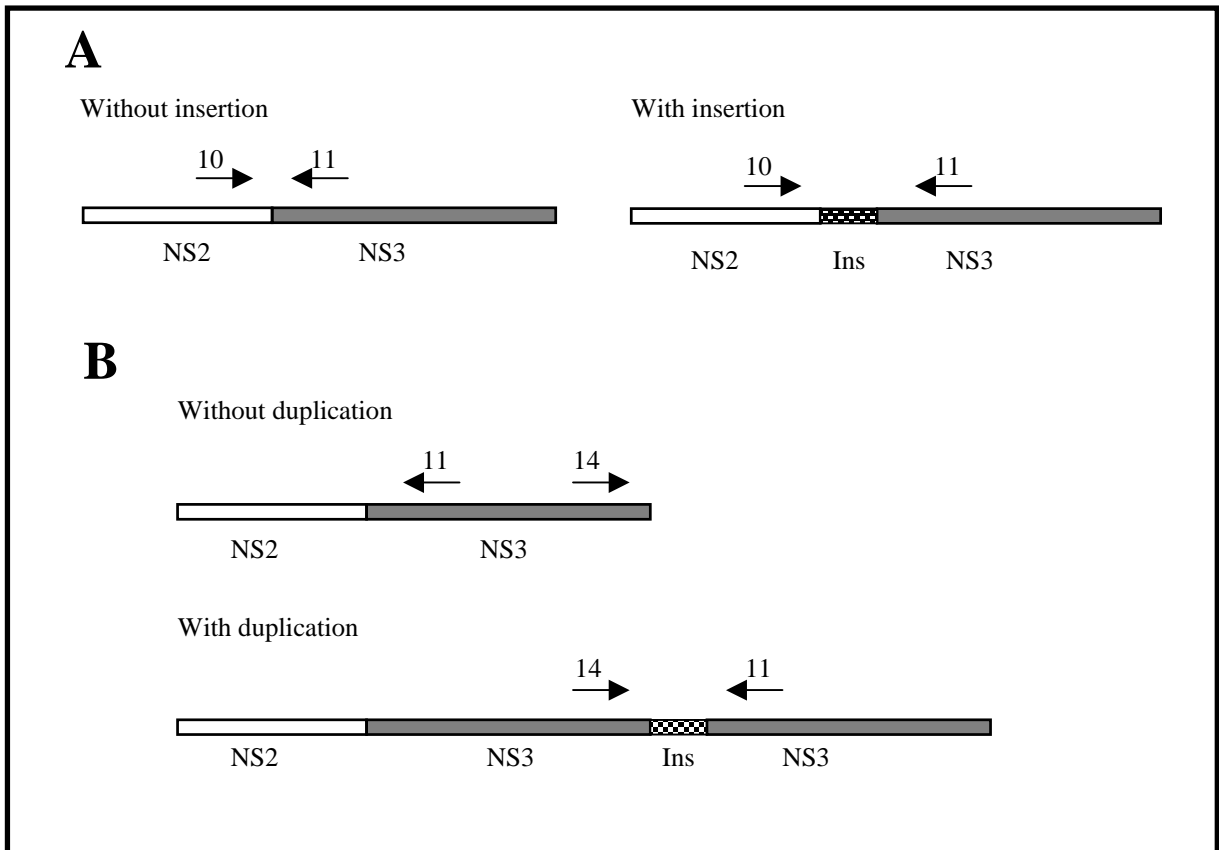 A
Without insertion
With insertion
10 11
10 11
NS2 NS3
NS2 Ins NS3
B
Without duplication
11 14
NS2 NS3
With duplication
14 11
NS2 NS3 Ins NS3